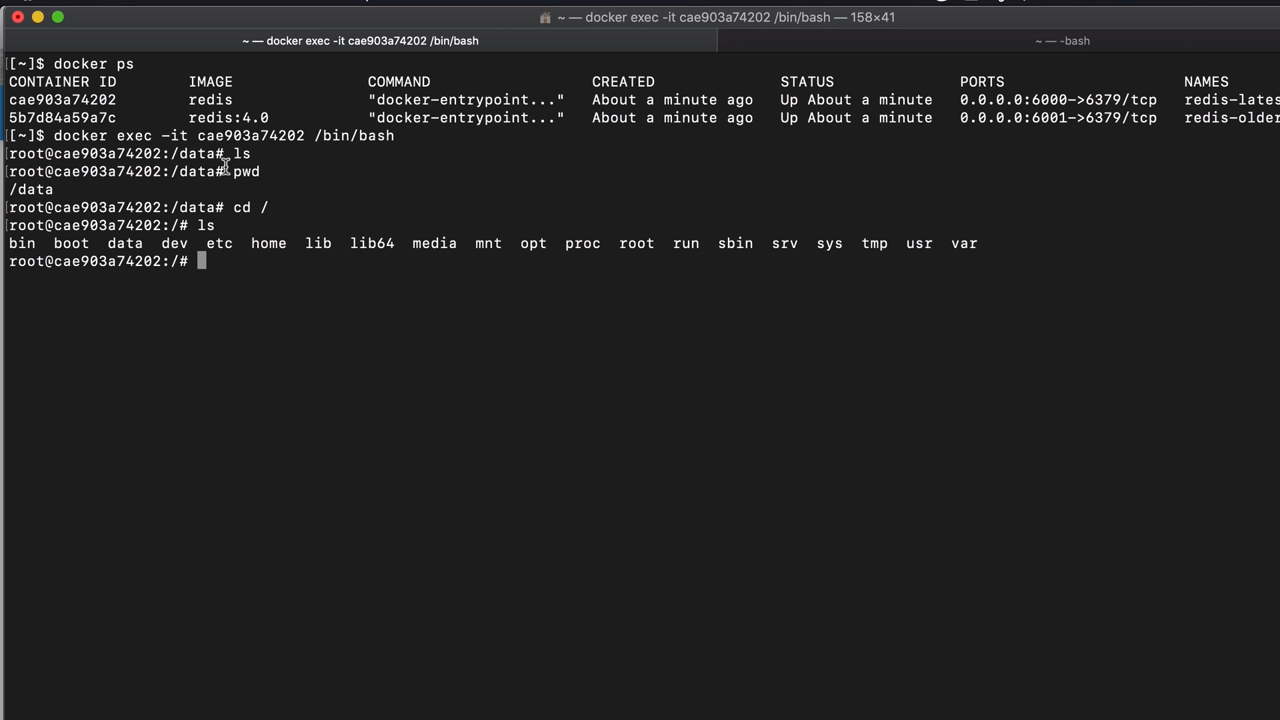 ~ — docker exec -it cae903a74202 /bin/bash — 158×41
~ — docker exec -it cae903a74202 /bin/bash ~ — -bash
[[~]$ docker ps
CONTAINER ID IMAGE COMMAND CREATED STATUS PORTS NAMES
cae903a74202 redis "docker-entrypoint..." About a minute ago Up About a minute 0.0.0.0:6000->6379/tcp redis-lates
5b7d84a59a7c redis:4.0 "docker-entrypoint..." About a minute ago Up About a minute 0.0.0.0:6001->6379/tcp redis-older
[[~]$ docker exec -it cae903a74202 /bin/bash
[root@cae903a74202:/data# ls
[root@cae903a74202:/data# pwd
/data
[root@cae903a74202:/data# cd /
[root@cae903a74202:/# ls
bin boot data dev etc home lib lib64 media mnt opt proc root run sbin srv sys tmp usr var
root@cae903a74202:/#